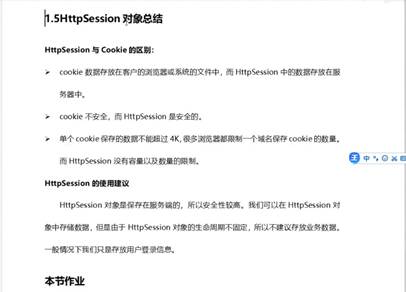 1.5HttpSession 对象总结
HttpSession 与 Cookie 的区别：
➢ cookie 数据存放在客户的浏览器或系统的文件中，而 HttpSession 中的数据存放在服
务器中。
➢ cookie 不安全，而 HttpSession 是安全的。
➢ 单个 cookie 保存的数据不能超过 4K，很多浏览器都限制一个域名保存 cookie 的数量。
而 HttpSession 没有容量以及数量的限制。
HttpSession 的使用建议
HttpSession 对象是保存在服务端的，所以安全性较高。我们可以在 HttpSession 对
象中存储数据，但是由于 HttpSession 对象的生命周期不固定，所以不建议存放业务数据。
一般情况下我们只是存放用户登录信息。
本节作业
中